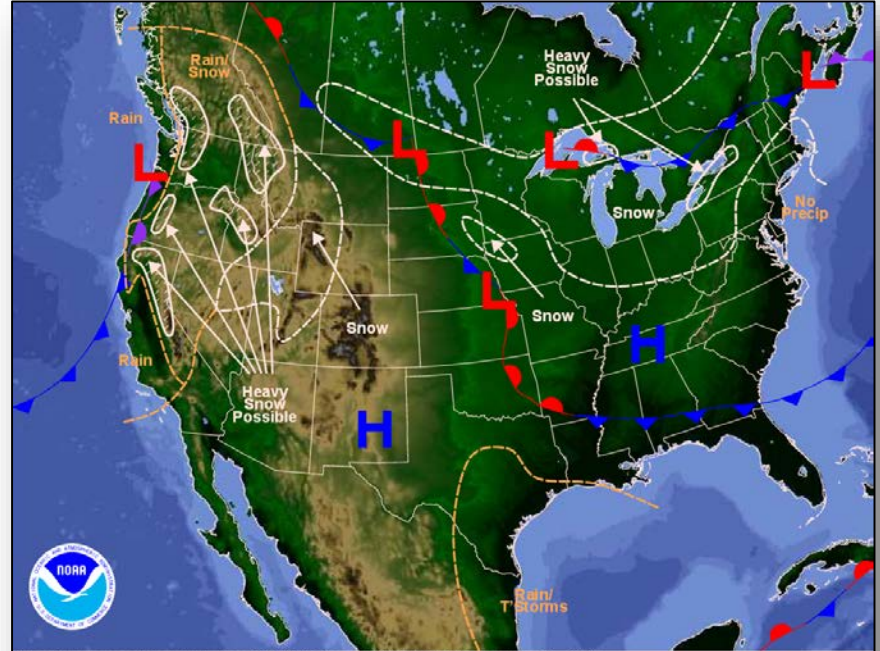 Rain/
Snow
Rain
L
Heavy
Snow
Possible
L
L
L
No
Precip
Snow
L
Snow
Snow
H
Rain
Heavy
Snow
Possible
H
Rain/
T'Storms
NOAA